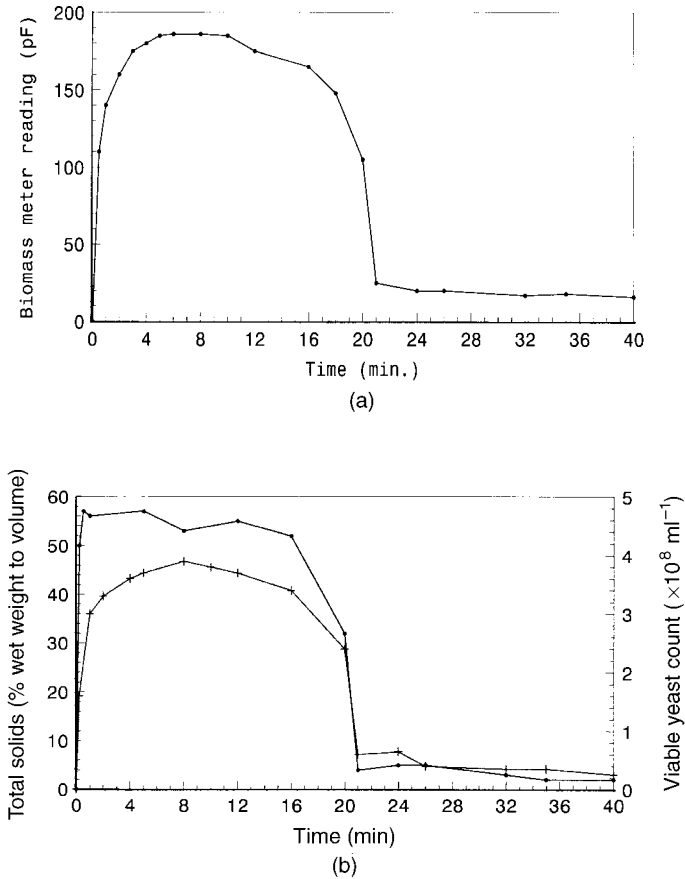 Biomass meter reading (pF)
200
150
100
50
0
0 4 8 12 16 20 24 28 32 36 40
Time (min.)
(a)
Total solids (% wet weight to volume)
60
50
40
30
20
10
0
5
4
3
2
1
0
Viable yeast count (×10⁸ ml⁻¹)
0 4 8 12 16 20 24 28 32 36 40
Time (min)
(b)